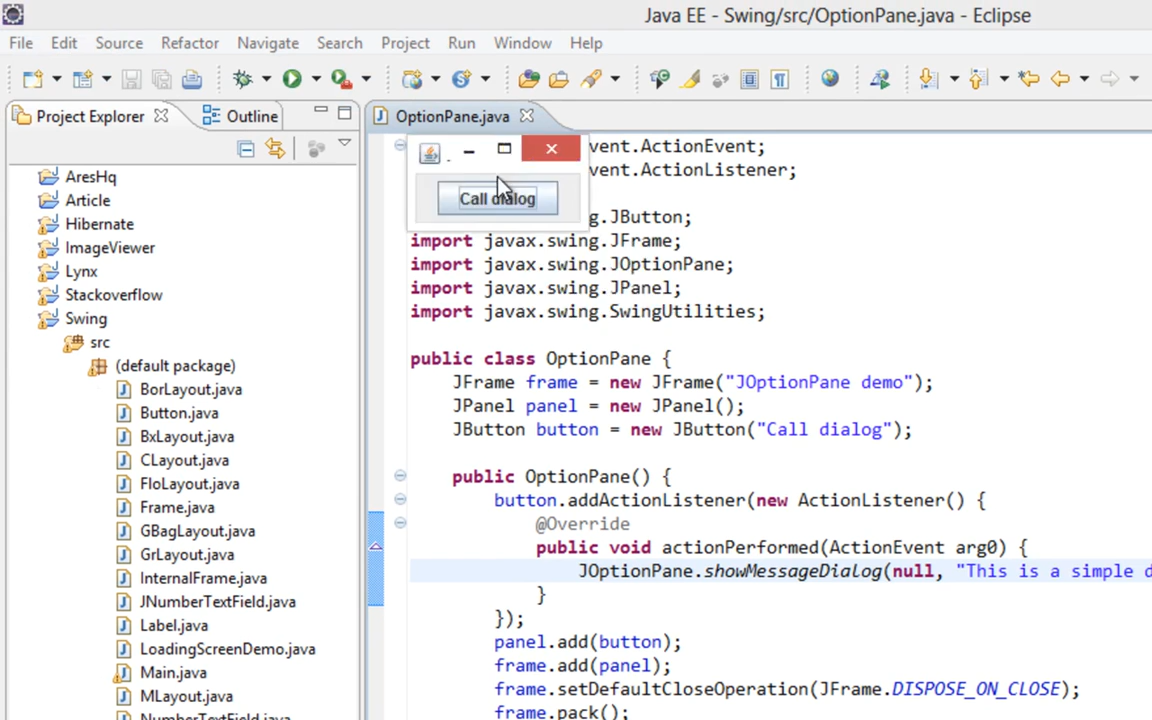 Java EE - Swing/src/OptionPane.java - Eclipse
File Edit Source Refactor Navigate Search Project Run Window Help
Project Explorer Outline
OptionPane.java
AresHq
Article
Hibernate
ImageViewer
Lynx
Stackoverflow
Swing
src
(default package)
BorLayout.java
Button.java
BxLayout.java
CLayout.java
FloLayout.java
Frame.java
GBagLayout.java
GrLayout.java
InternalFrame.java
JNumberTextField.java
Label.java
LoadingScreenDemo.java
Main.java
MLayout.java
NumberTextField.java
Call dialog
vent.ActionEvent;
vent.ActionListener;
g.JButton;
import javax.swing.JFrame;
import javax.swing.JOptionPane;
import javax.swing.JPanel;
import javax.swing.SwingUtilities;
public class OptionPane {
JFrame frame = new JFrame("JOptionPane demo");
JPanel panel = new JPanel();
JButton button = new JButton("Call dialog");
public OptionPane() {
button.addActionListener(new ActionListener() {
@Override
public void actionPerformed(ActionEvent arg0) {
JOptionPane.showMessageDialog(null, "This is a simple d
}
});
panel.add(button);
frame.add(panel);
frame.setDefaultCloseOperation(JFrame.DISPOSE_ON_CLOSE);
frame.pack();